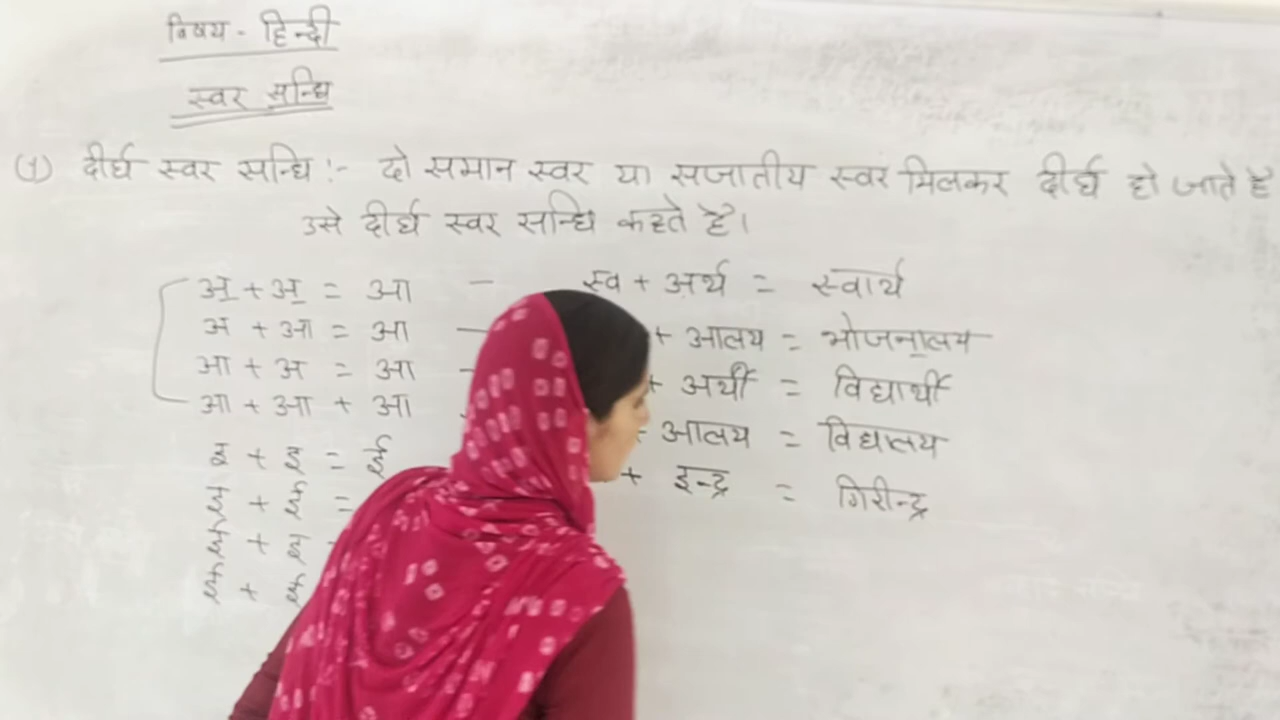 विषय - हिन्दी
स्वर सन्धि
(1) दीर्घ स्वर सन्धि :- दो समान स्वर या सजातीय स्वर मिलकर दीर्घ हो जाते है
उसे दीर्घ स्वर सन्धि कहते है।
अ + अ = आ - स्व + अर्थ = स्वार्थ
अ + आ = आ - + आलय = भोजनालय
आ + अ = आ - + अर्थी = विद्यार्थी
आ + आ + आ + आलय = विद्यालय
इ + इ = ई + इन्द्र = गिरीन्द्र
ई + ई =
ई + इ -
ई + ई